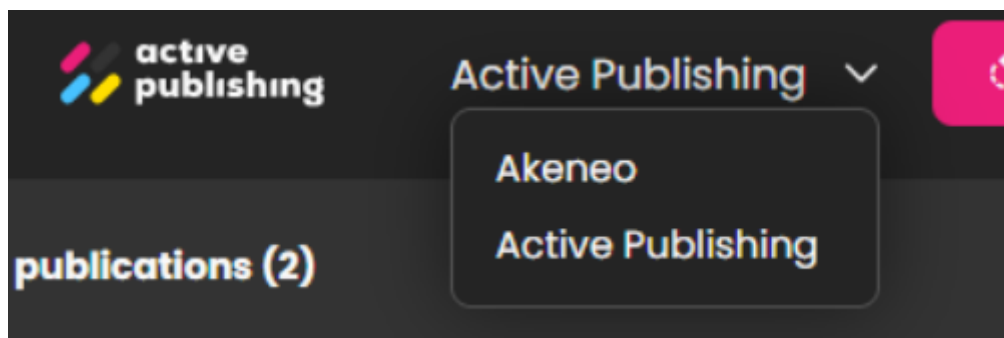 active
publishing
Active Publishing
Akeneo
Active Publishing
publications (2)